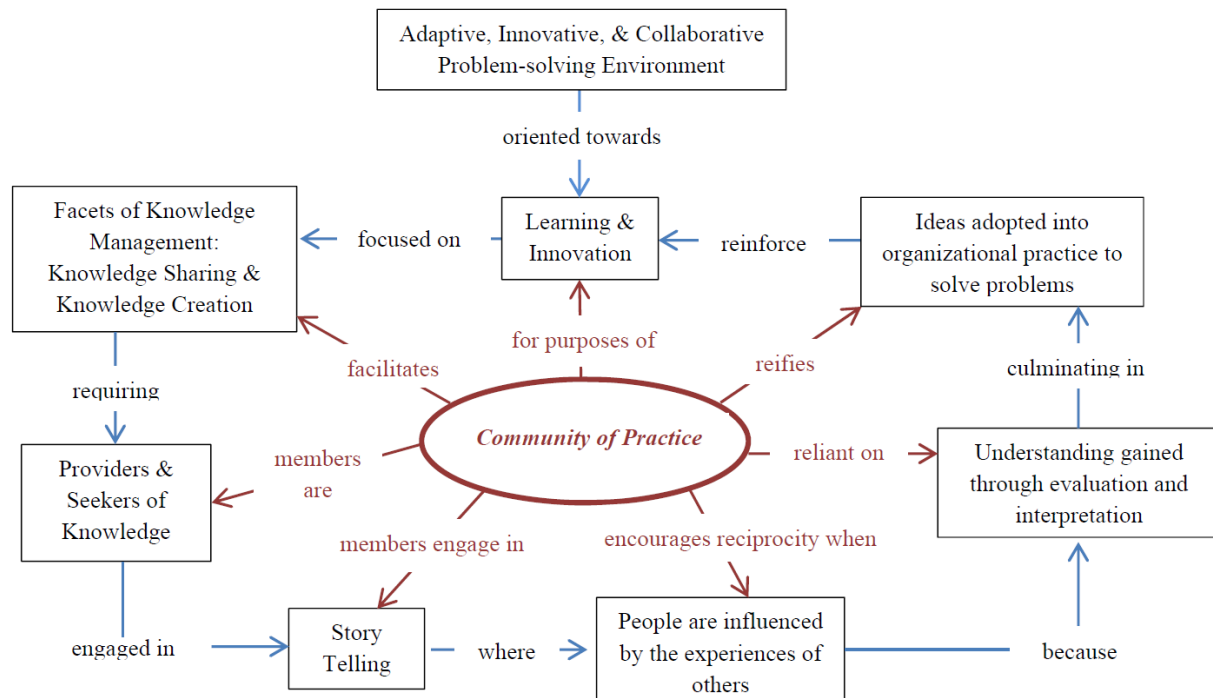 Adaptive, Innovative, & Collaborative
Problem-solving Environment
oriented towards
Facets of Knowledge
Management:
Knowledge Sharing &
Knowledge Creation
focused on
Learning &
Innovation
reinforce
Ideas adopted into
organizational practice to
solve problems
for purposes of
facilitates
reifies
requiring
culminating in
Community of Practice
Providers &
Seekers of
Knowledge
members
are
reliant on
Understanding gained
through evaluation and
interpretation
members engage in
encourages reciprocity when
engaged in
Story
Telling
where
People are influenced
by the experiences of
others
because